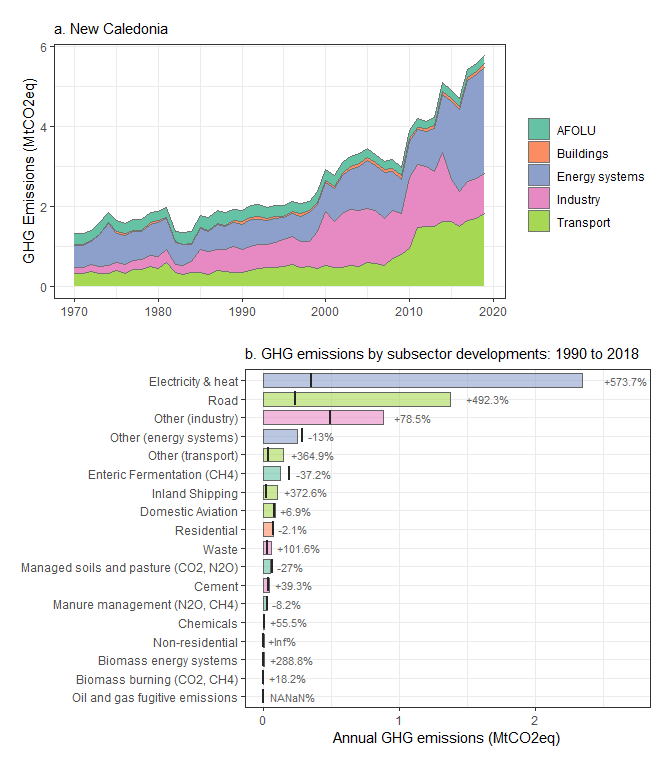 a. New Caledonia
6
4
2
0
GHG Emissions (MtCO2eq)
1970
1980
1990
2000
2010
2020
AFOLU
Buildings
Energy systems
Industry
Transport
b. GHG emissions by subsector developments: 1990 to 2018
Electricity & heat +573.7%
Road +492.3%
Other (industry) +78.5%
Other (energy systems) -13%
Other (transport) +364.9%
Enteric Fermentation (CH4) -37.2%
Inland Shipping +372.6%
Domestic Aviation +6.9%
Residential -2.1%
Waste +101.6%
Managed soils and pasture (CO2, N2O) -27%
Cement +39.3%
Manure management (N2O, CH4) -8.2%
Chemicals +55.5%
Non-residential +Inf%
Biomass energy systems +288.8%
Biomass burning (CO2, CH4) +18.2%
Oil and gas fugitive emissions NANaN%
0
1
2
Annual GHG emissions (MtCO2eq)